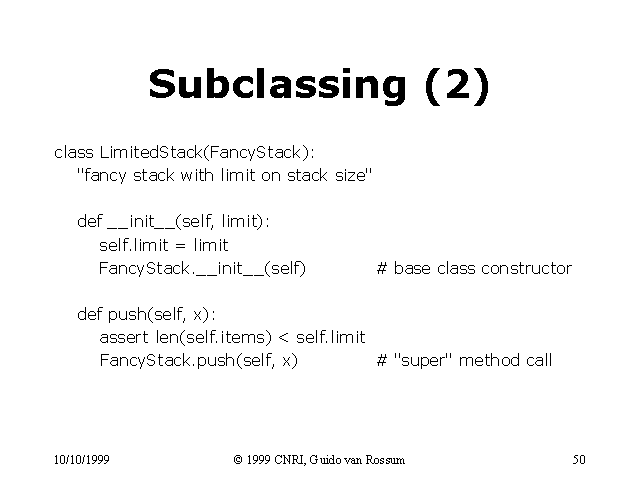 Subclassing (2)
class LimitedStack(FancyStack):
"fancy stack with limit on stack size"
def __init__(self, limit):
self.limit = limit
FancyStack.__init__(self) # base class constructor
def push(self, x):
assert len(self.items) < self.limit
FancyStack.push(self, x) # "super" method call
10/10/1999 © 1999 CNRI, Guido van Rossum 50